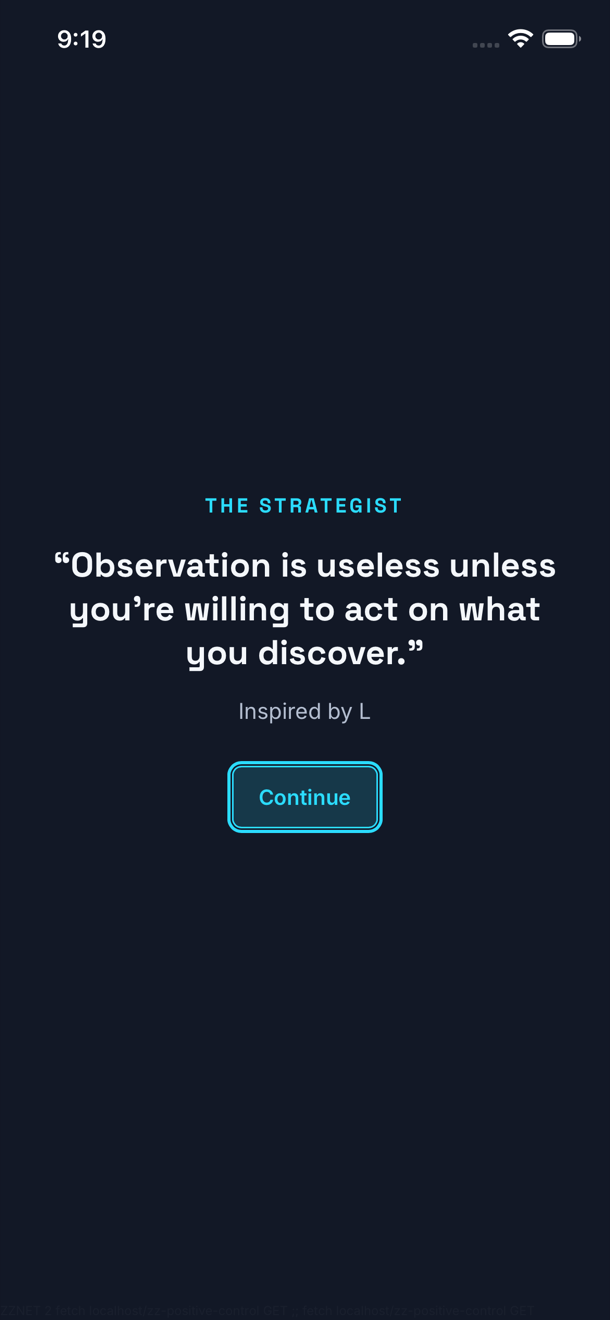 9:19
THE STRATEGIST
“Observation is useless unless
you’re willing to act on what
you discover.”
Inspired by L
Continue